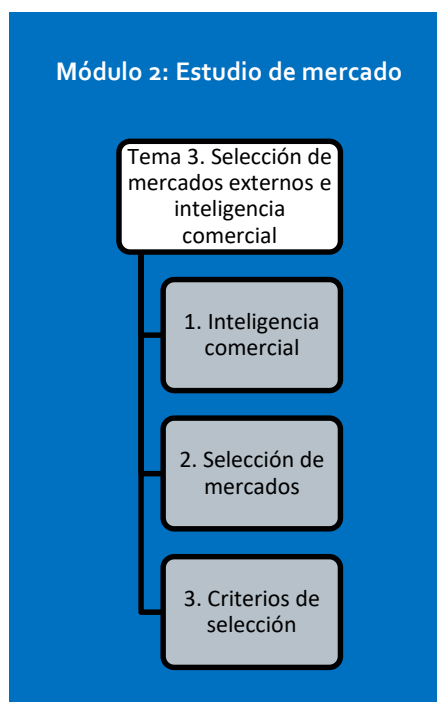 Módulo 2: Estudio de mercado
Tema 3. Selección de
mercados externos e
inteligencia
comercial
1. Inteligencia
comercial
2. Selección de
mercados
3. Criterios de
selección